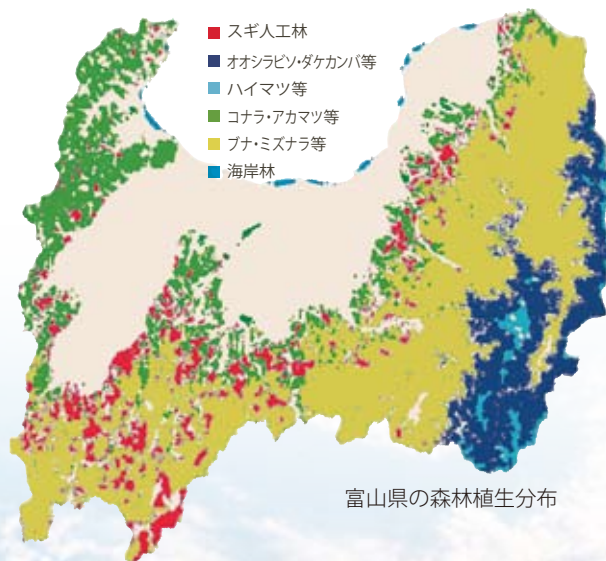 スギ人工林
オオシラビソ・ダケカンバ等
ハイマツ等
コナラ・アカマツ等
ブナ・ミズナラ等
海岸林
富山県の森林植生分布